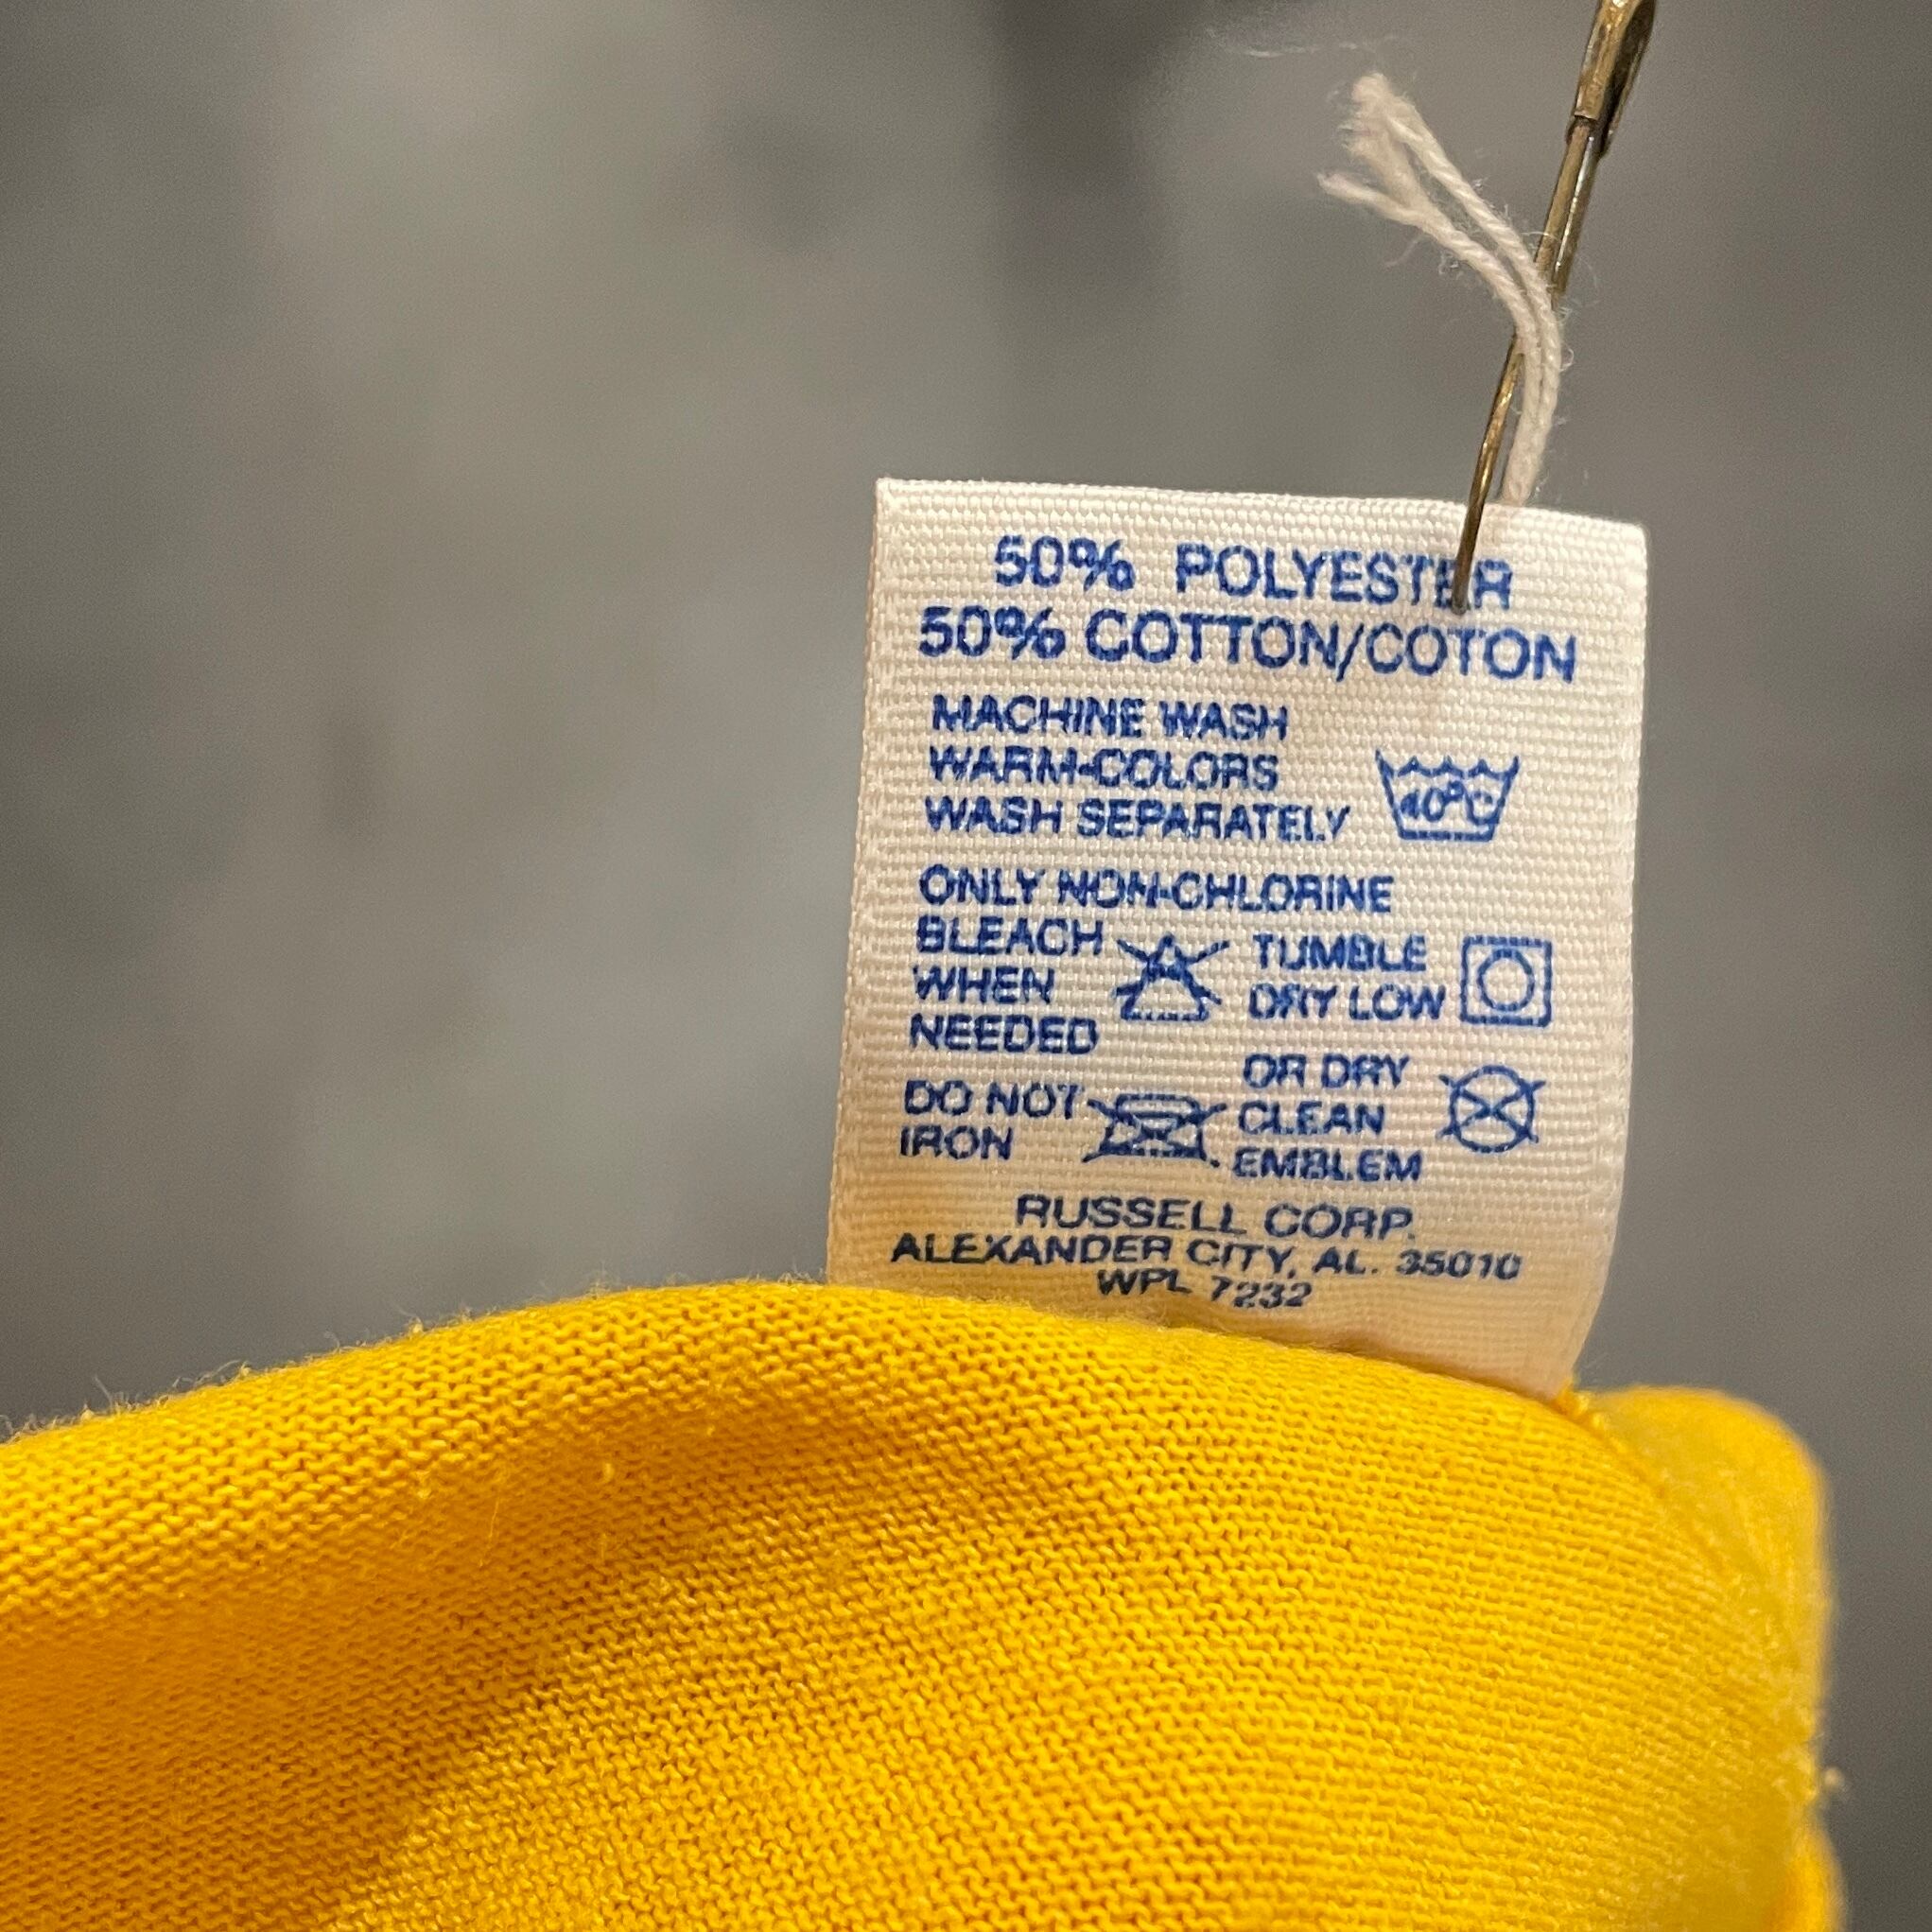 50% POLYESTER
50% COTTON/COTON
MACHINE WASH
WARM-COLORS
WASH SEPARATELY
40°C
ONLY NON-CHLORINE
BLEACH
WHEN
NEEDED
TUMBLE
DRY LOW
DO NOT
IRON
OR DRY
CLEAN
EMBLEM
RUSSELL CORP.
ALEXANDER CITY, AL. 35010
WPL 7232